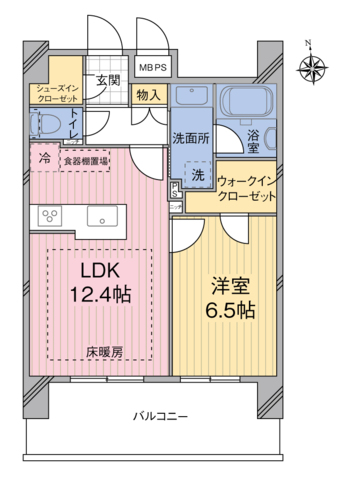 N
MB PS
玄関
シューズイン
クローゼット
物入
トイレ
洗面所
浴室
冷
食器棚置場
洗
PS
ニッチ
ニッチ
ウォークイン
クローゼット
LDK
12.4帖
洋室
6.5帖
床暖房
バルコニー